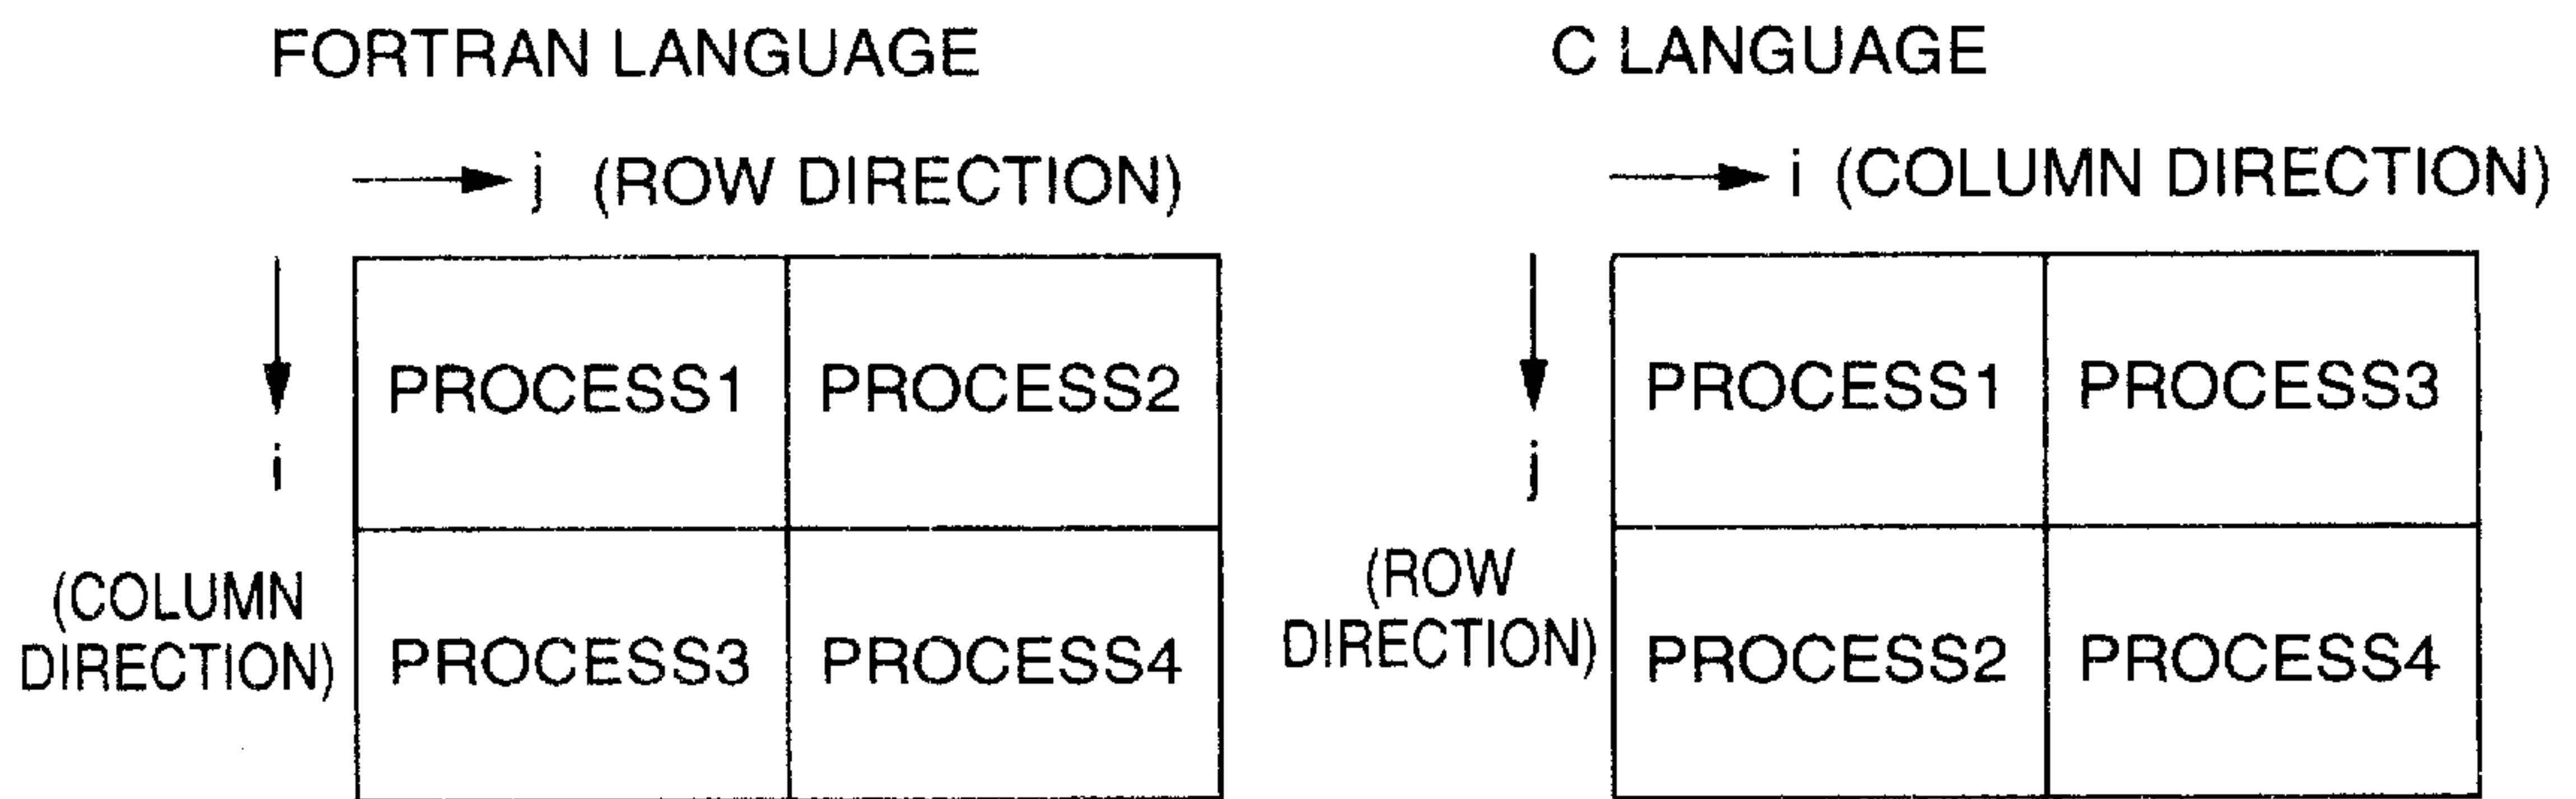 FORTRAN LANGUAGE
j (ROW DIRECTION)
i
(COLUMN
DIRECTION)
PROCESS1 PROCESS2
PROCESS3 PROCESS4
C LANGUAGE
i (COLUMN DIRECTION)
j
(ROW
DIRECTION)
PROCESS1 PROCESS3
PROCESS2 PROCESS4